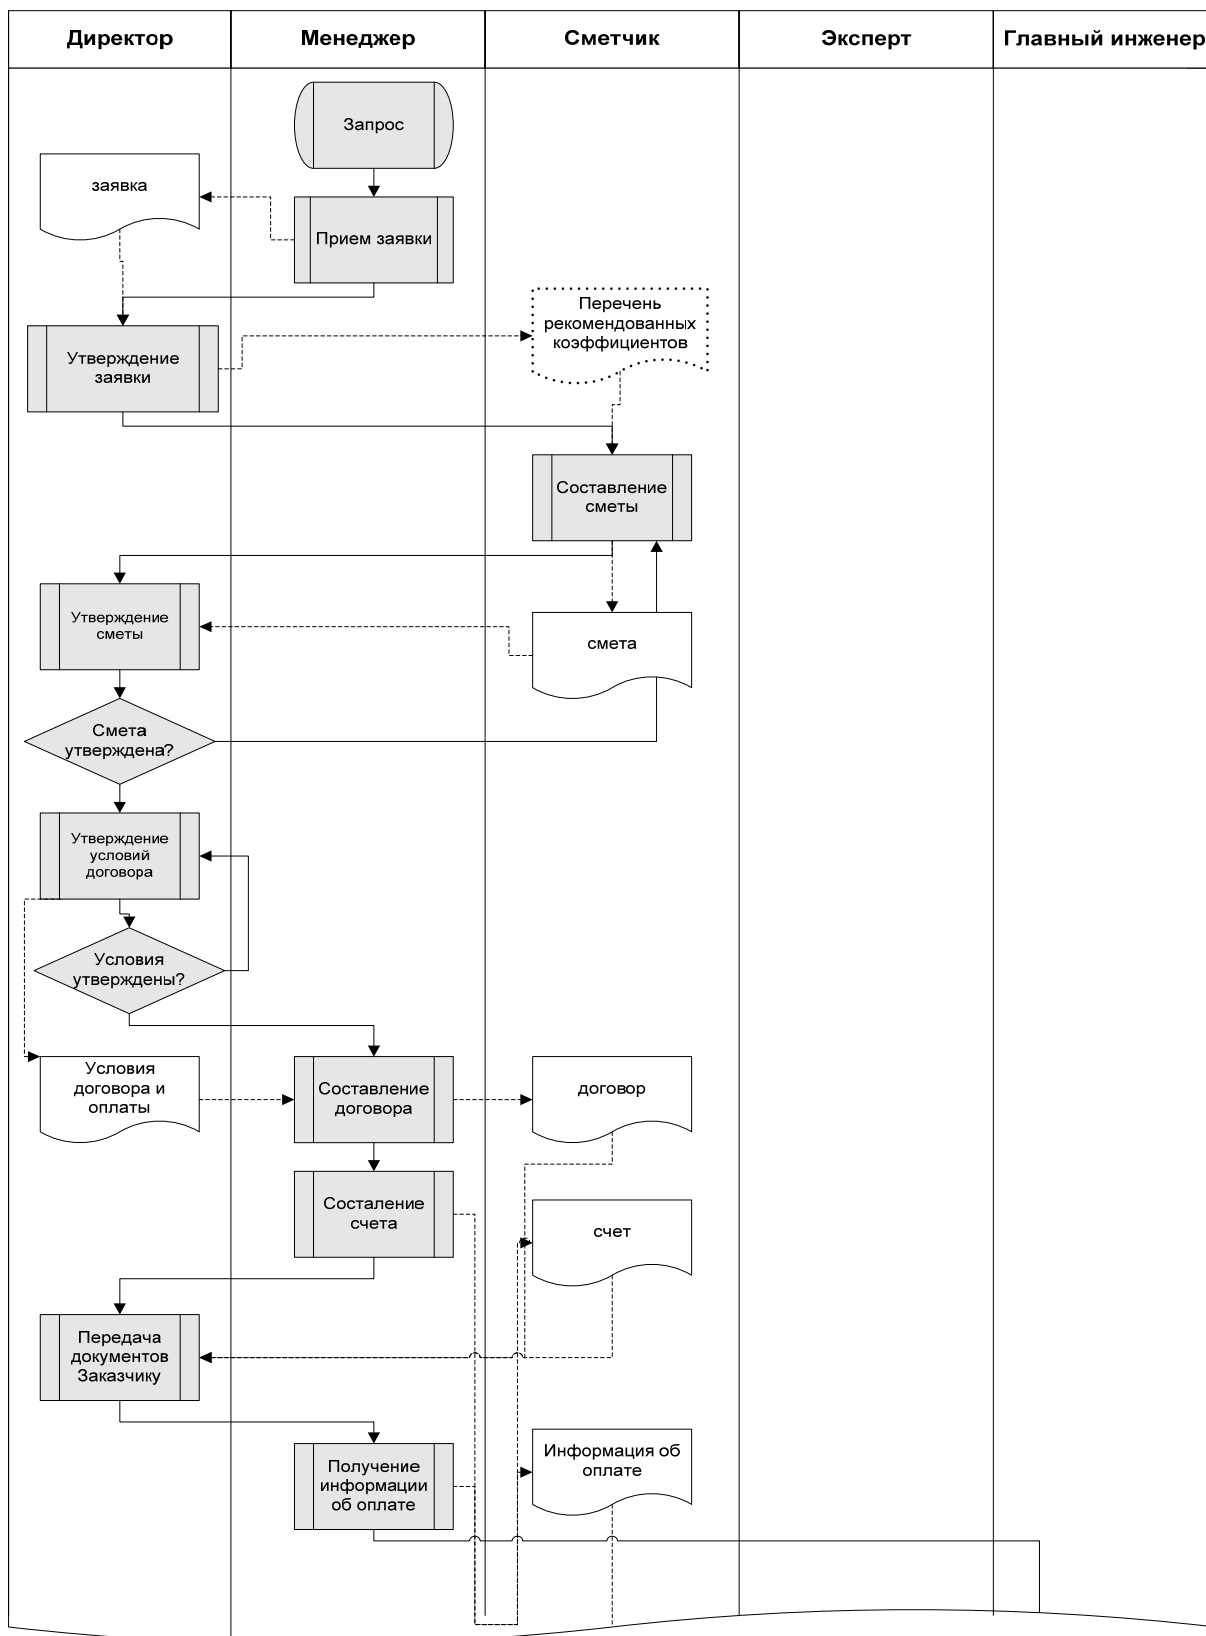 Директор
Менеджер
Сметчик
Эксперт
Главный инженер
Запрос
заявка
Прием заявки
Перечень
рекомендованных
коэффициентов
Утверждение
заявки
Составление
сметы
Утверждение
сметы
смета
Смета
утверждена?
Утверждение
условий
договора
Условия
утверждены?
Условия
договора и
оплаты
Составление
договора
договор
Состаление
счета
счет
Передача
документов
Заказчику
Получение
информации
об оплате
Информация об
оплате